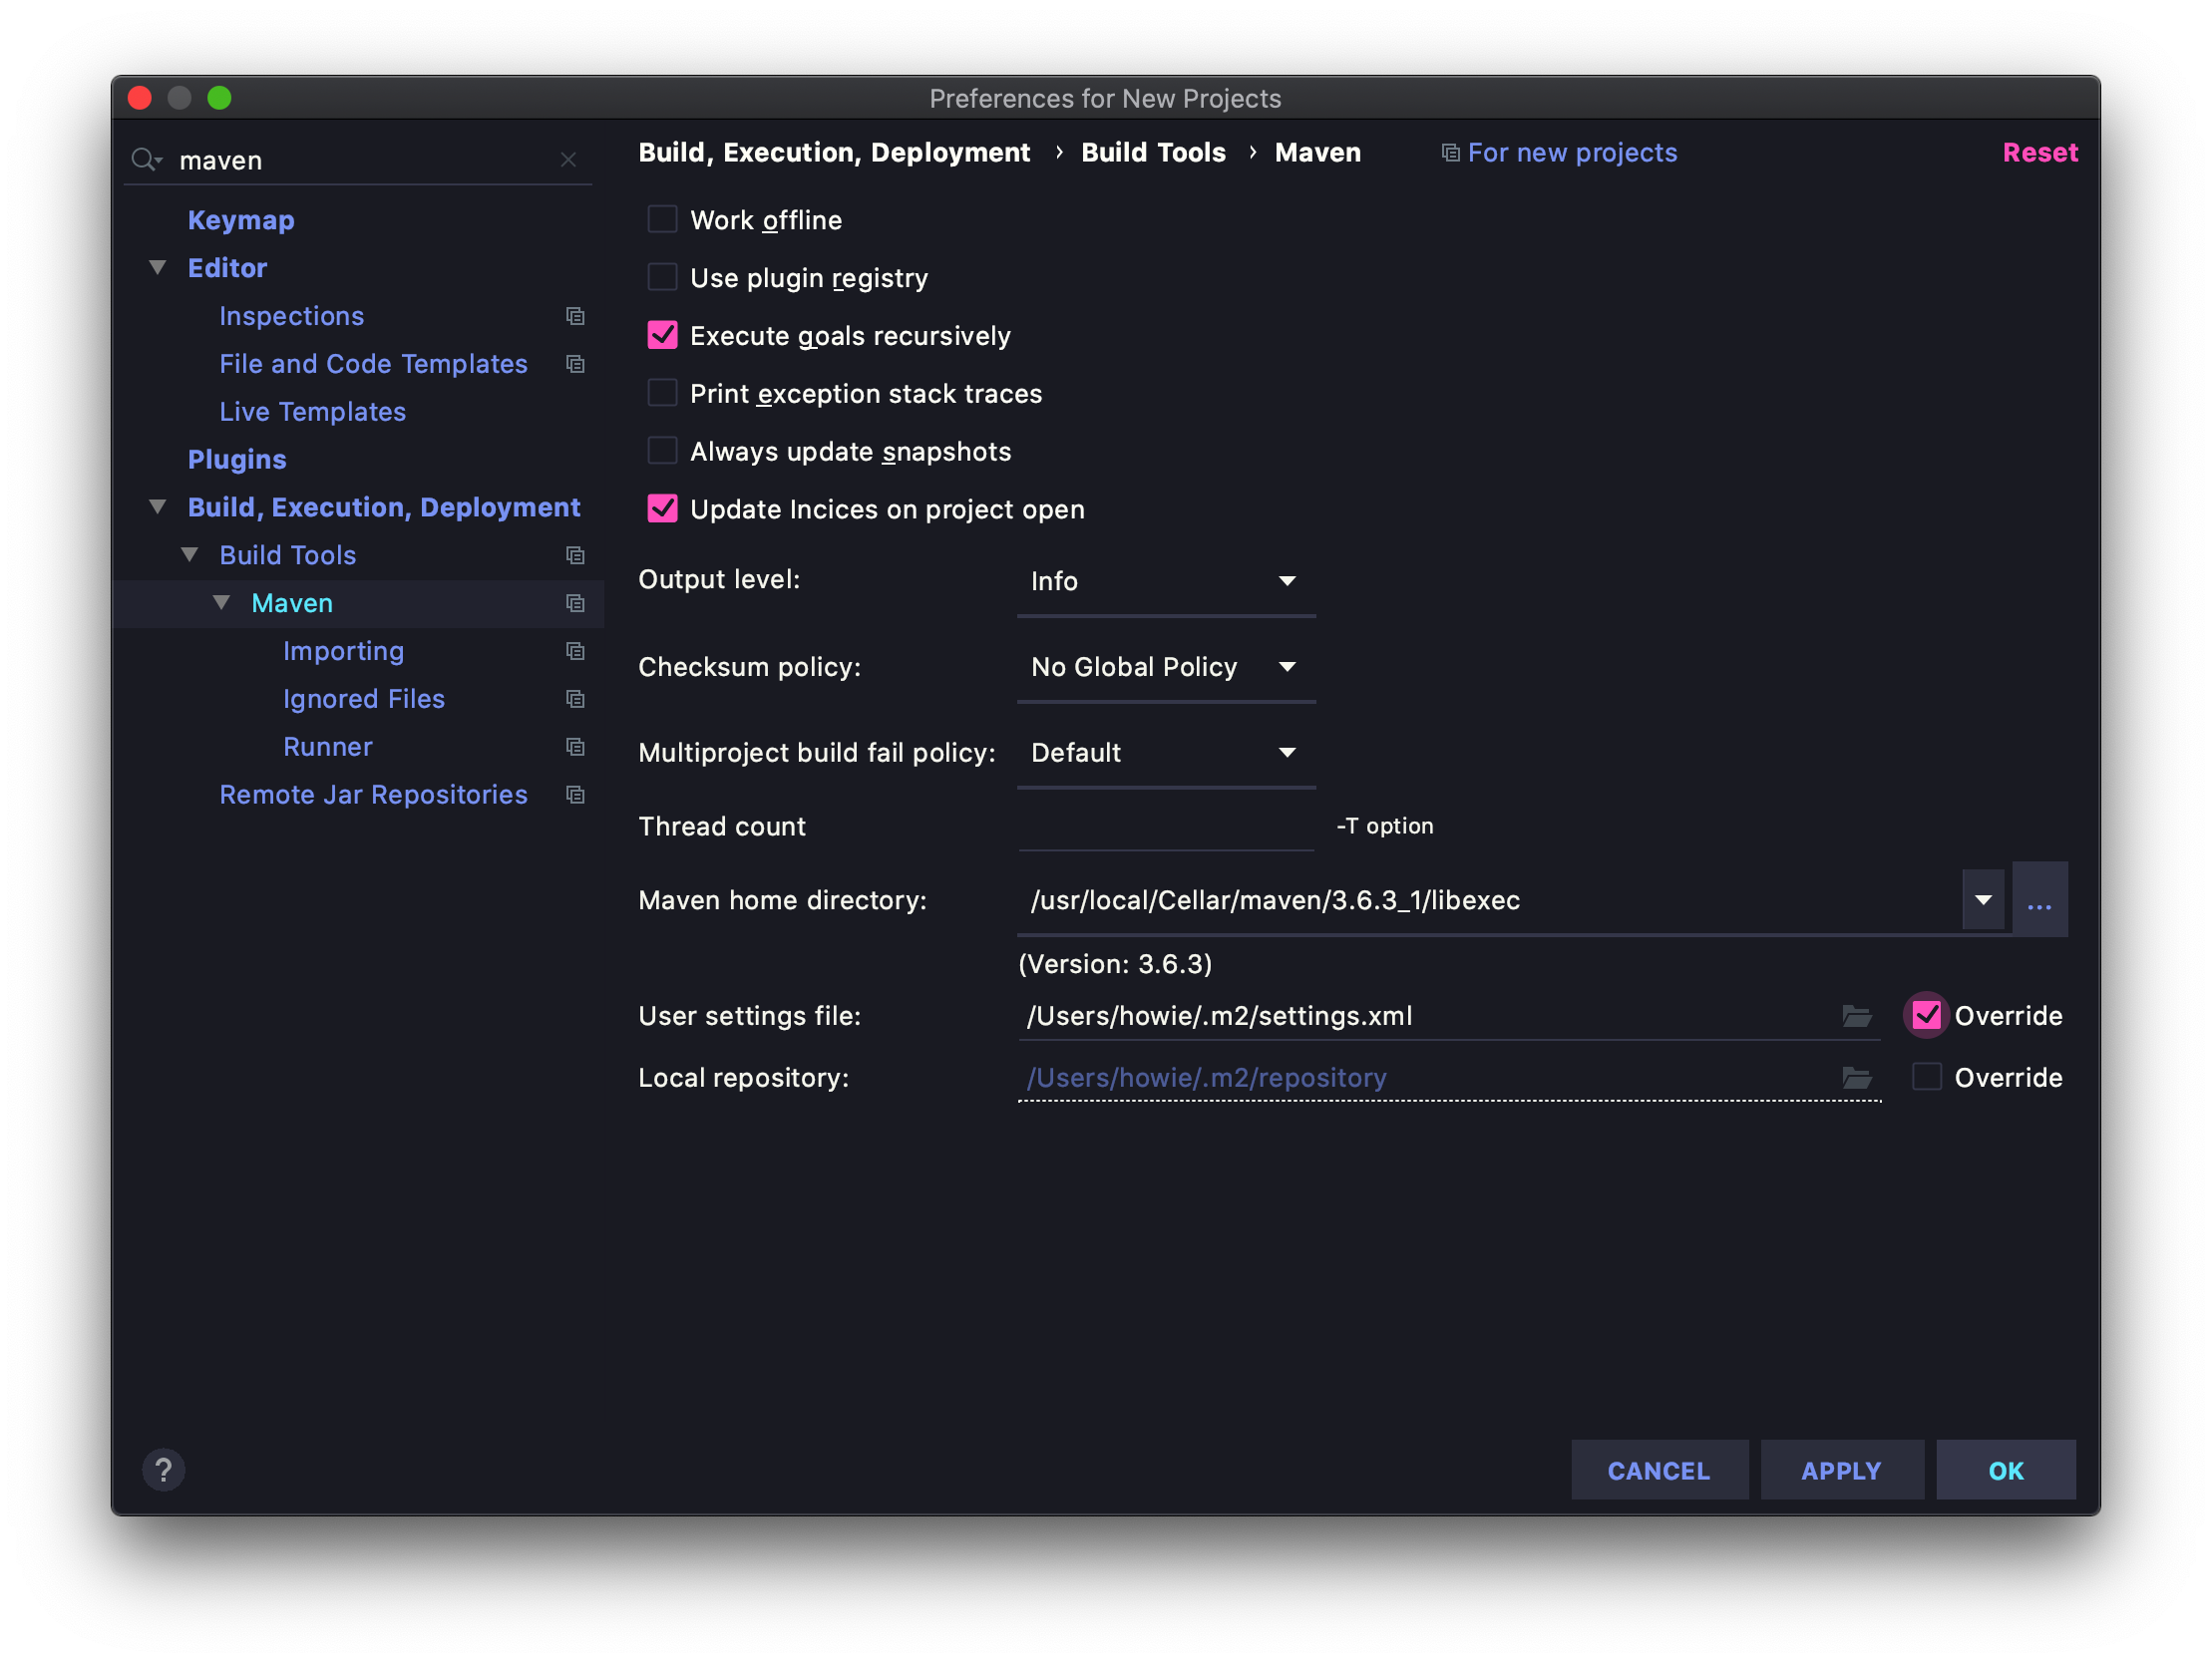 Preferences for New Projects
maven
Keymap
Editor
Inspections
File and Code Templates
Live Templates
Plugins
Build, Execution, Deployment
Build Tools
Maven
Importing
Ignored Files
Runner
Remote Jar Repositories
Build, Execution, Deployment › Build Tools › Maven For new projects Reset
Work offline
Use plugin registry
Execute goals recursively
Print exception stack traces
Always update snapshots
Update Incices on project open
Output level: Info
Checksum policy: No Global Policy
Multiproject build fail policy: Default
Thread count -T option
Maven home directory: /usr/local/Cellar/maven/3.6.3_1/libexec ...
(Version: 3.6.3)
User settings file: /Users/howie/.m2/settings.xml Override
Local repository: /Users/howie/.m2/repository Override
? CANCEL APPLY OK